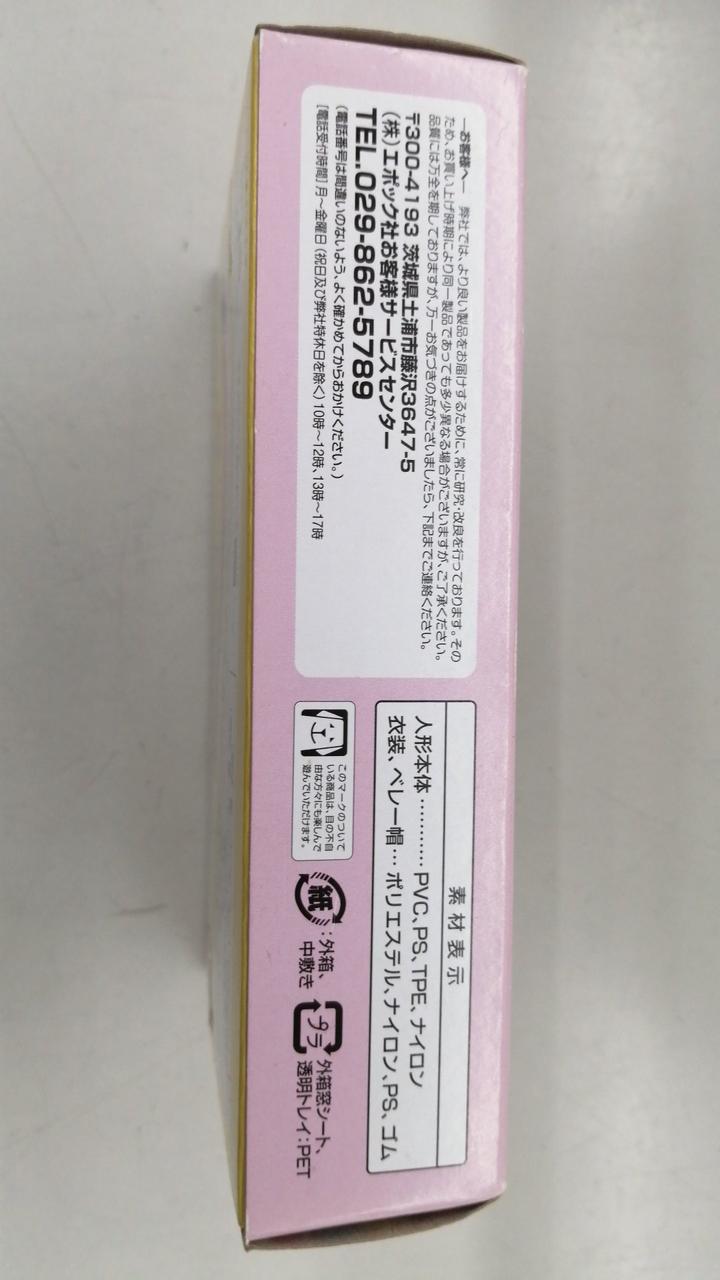 ―お客様へ― 弊社では、より良い製品をお届けするために、常に研究・改良を行っております。その
ため、お買い上げ時期により同一製品であっても多少異なる場合がございますが、ご了承ください。
品質には万全を期しておりますが、万一お気づきの点がございましたら、下記までご連絡ください。
〒300-4193 茨城県土浦市藤沢3647-5
(株)エポック社お客様サービスセンター
TEL.029-862-5789
(電話番号は間違いのないよう、よく確かめてからおかけください。)
[電話受付時間]月～金曜日(祝日及び弊社特休日を除く)10時～12時、13時～17時
素材表示
人形本体…………PVC、PS、TPE、ナイロン
衣装、ベレー帽…ポリエステル、ナイロン、PS、ゴム
このマークのついて
いる商品は、目の不自
由な方々にも楽しんで
遊んでいただけます。
紙:外箱、
中敷き
プラ 外箱窓シート、
透明トレイ:PET